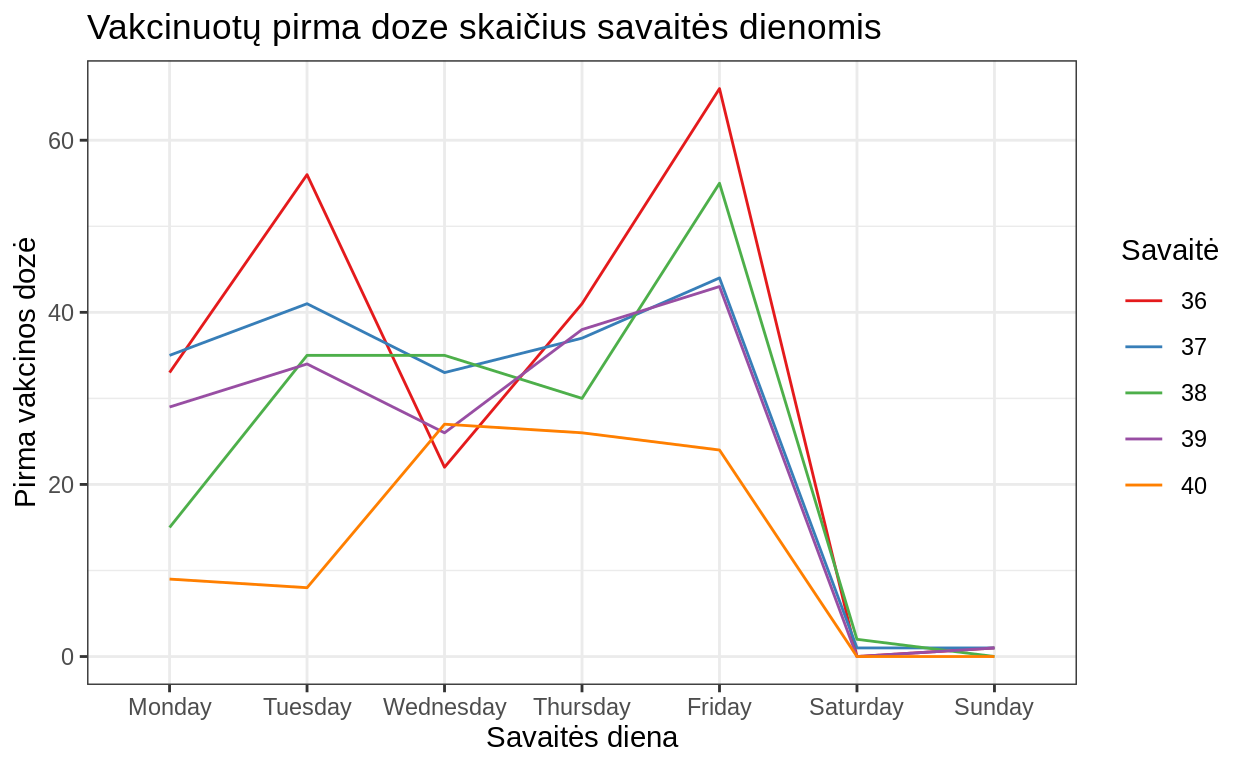 Vakcinuotų pirma doze skaičius savaitės dienomis
Pirma vakcinos dozė
60
40
20
0
Monday Tuesday Wednesday Thursday Friday Saturday Sunday
Savaitės diena
Savaitė
36
37
38
39
40